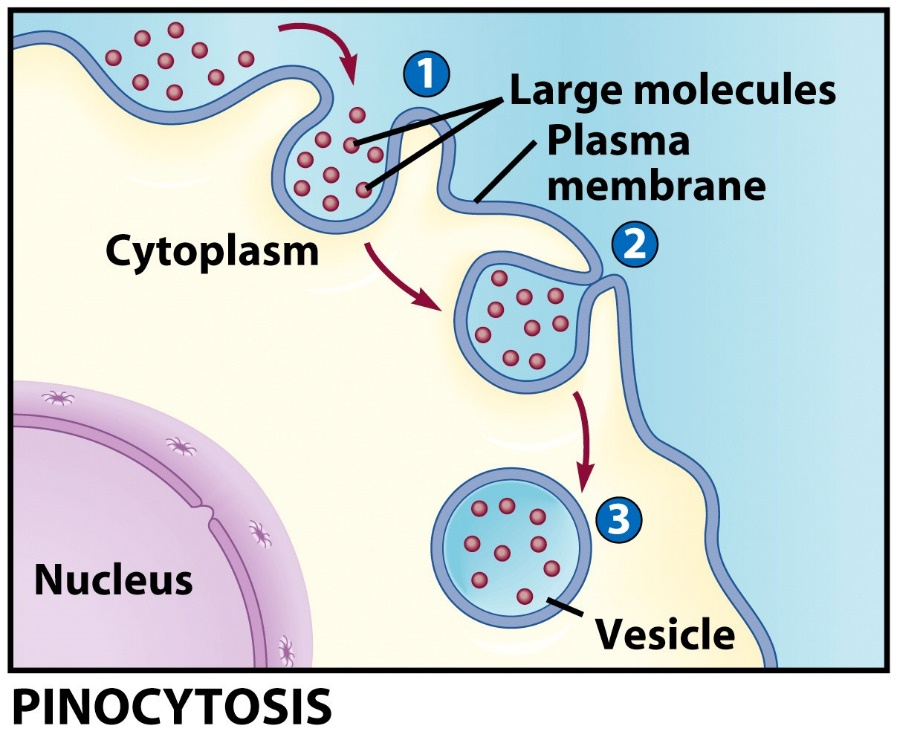 1
Large molecules
Plasma
membrane
2
Cytoplasm
3
Nucleus
Vesicle
PINOCYTOSIS